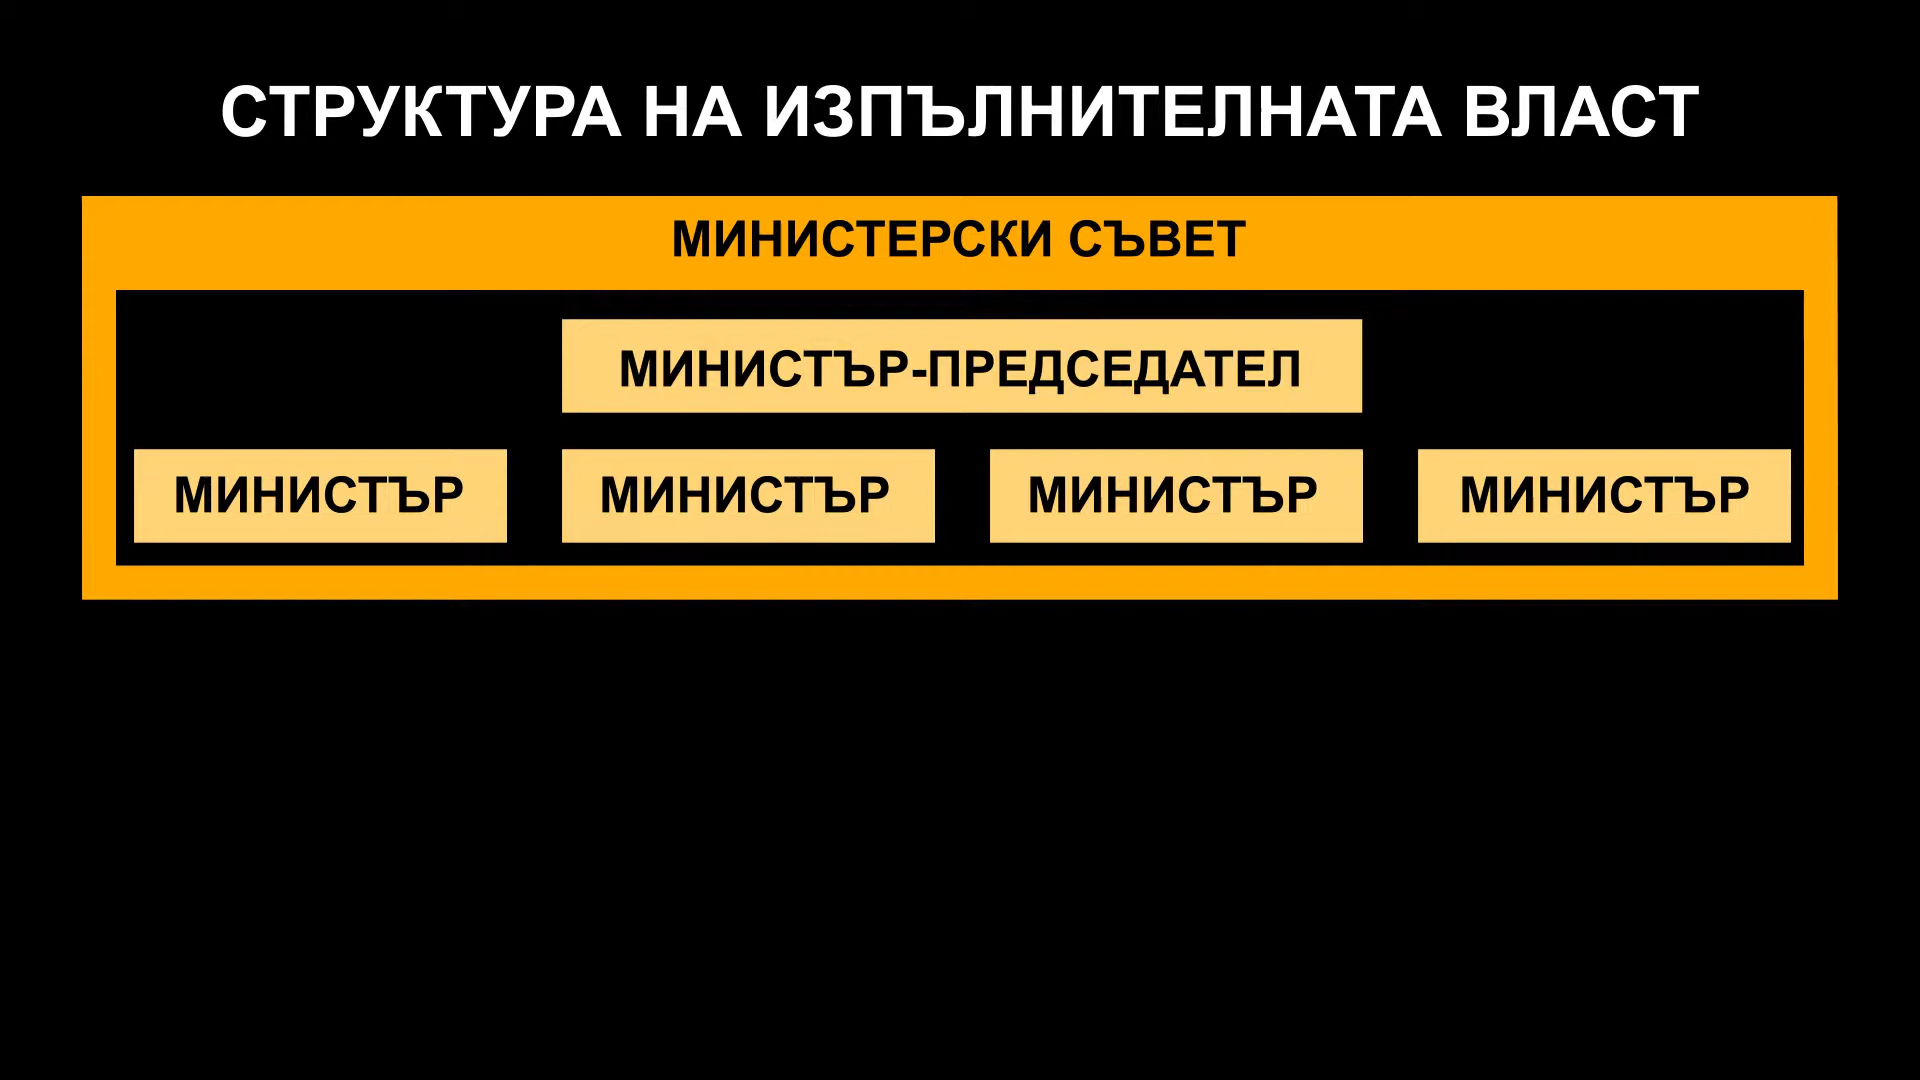 СТРУКТУРА НА ИЗПЪЛНИТЕЛНАТА ВЛАСТ
МИНИСТЕРСКИ СЪВЕТ
МИНИСТЪР-ПРЕДСЕДАТЕЛ
МИНИСТЪР МИНИСТЪР МИНИСТЪР МИНИСТЪР